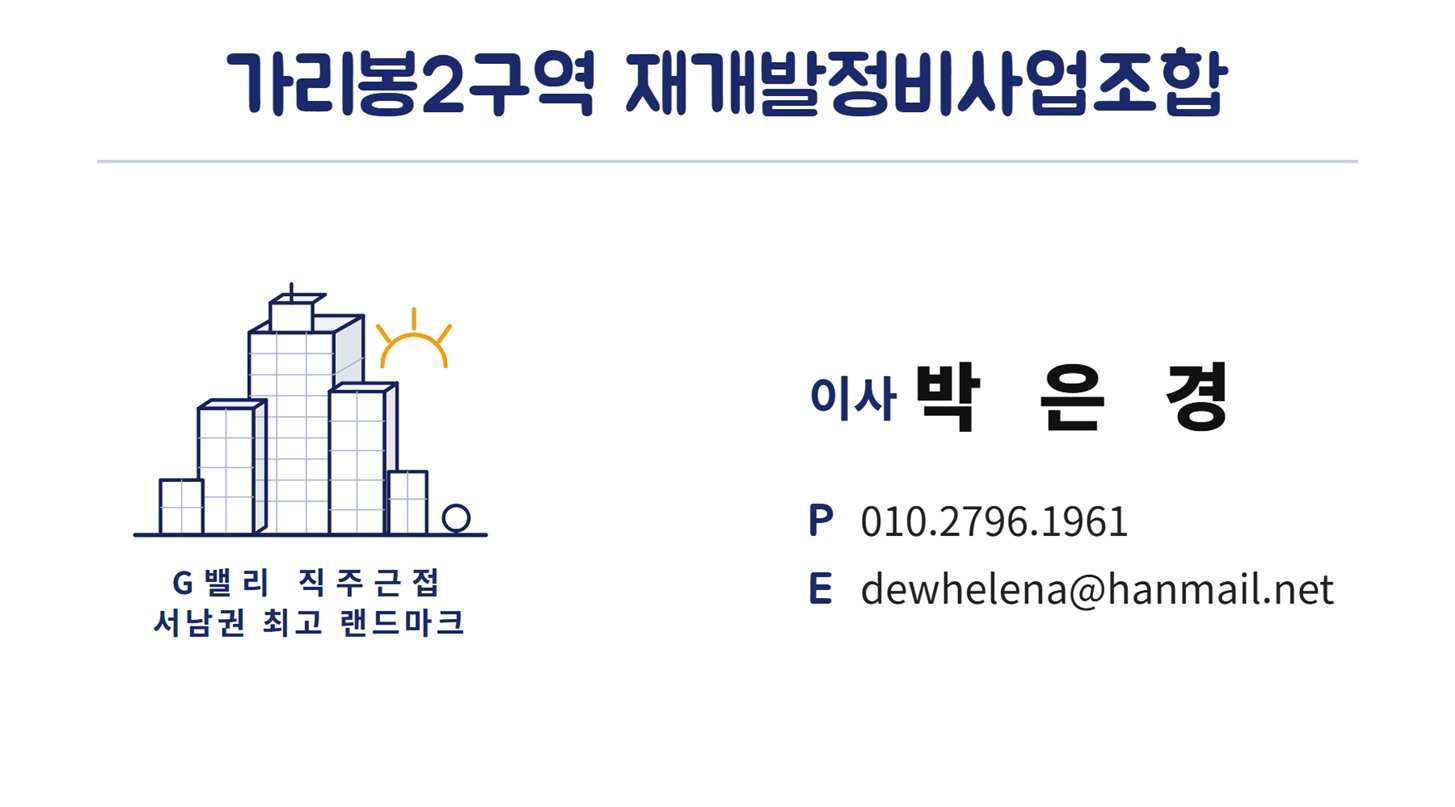 가리봉2구역 재개발정비사업조합
G밸리 직주근접
서남권 최고 랜드마크
이사 박 은 경
P 010.2796.1961
E dewhelena@hanmail.net